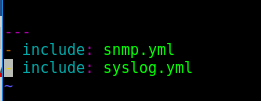 ---
- include: snmp.yml
- include: syslog.yml
~